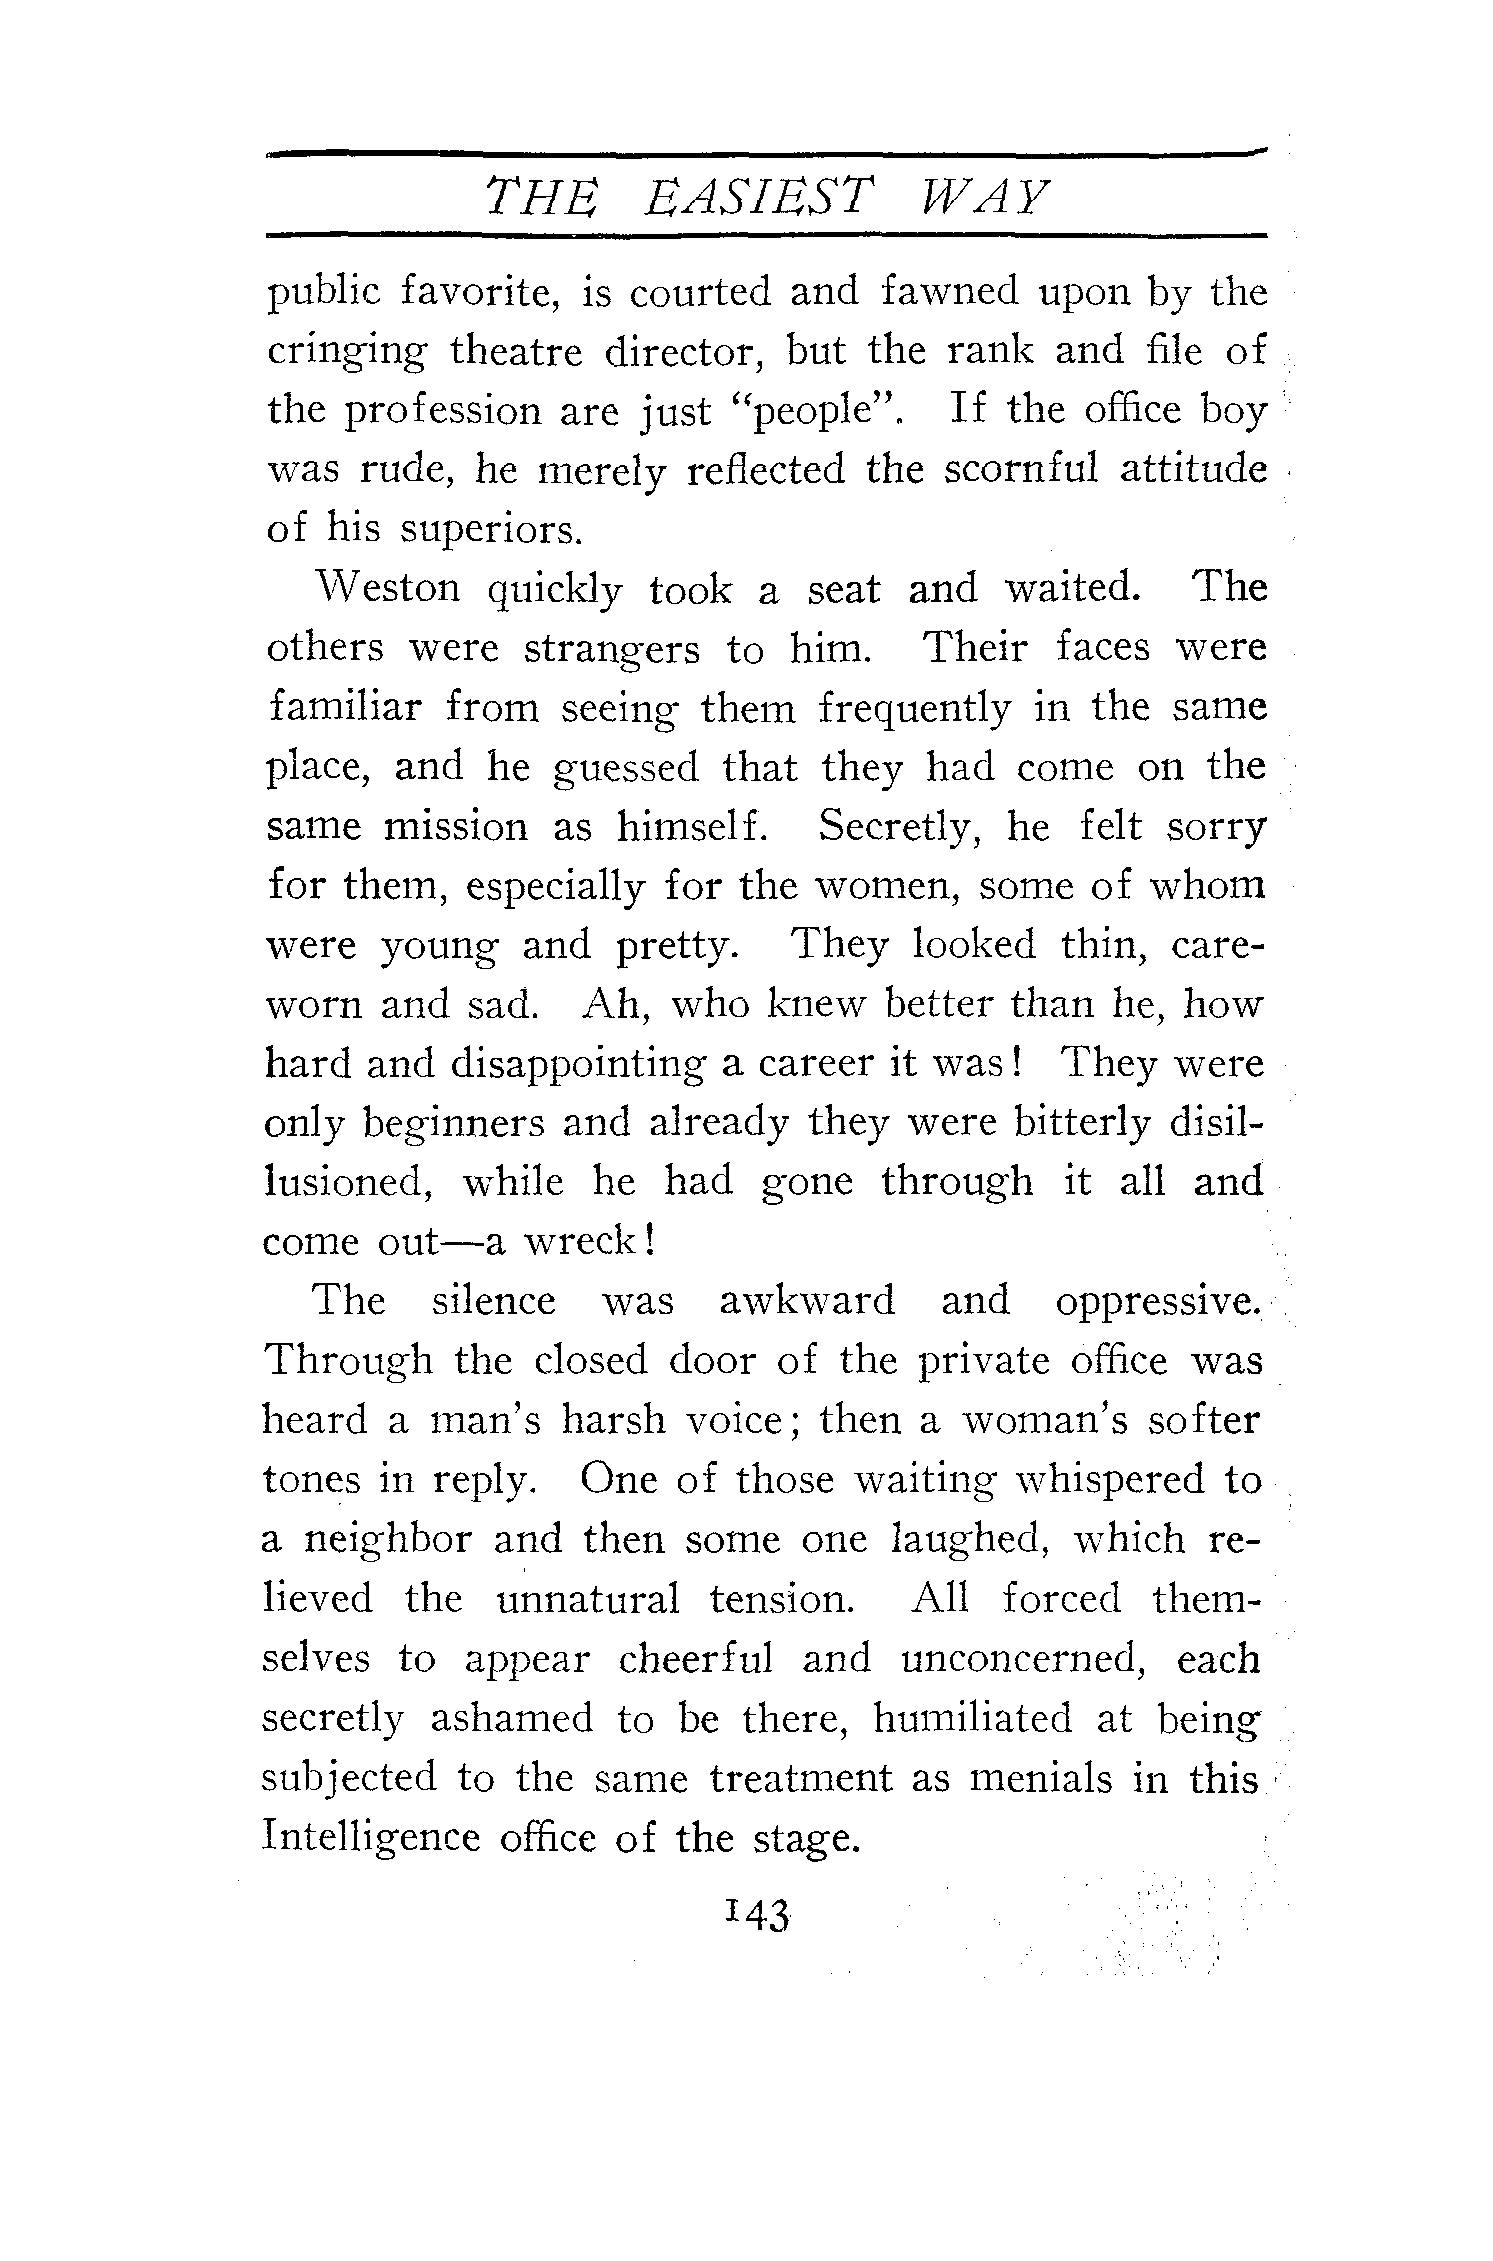 THE EASIEST WAY
public favorite, is courted and fawned upon by the
cringing theatre director, but the rank and file of
the profession are just “people”. If the office boy
was rude, he merely reflected the scornful attitude
of his superiors.
Weston quickly took a seat and waited. The
others were strangers to him. Their faces were
familiar from seeing them frequently in the same
place, and he guessed that they had come on the
same mission as himself. Secretly, he felt sorry
for them, especially for the women, some of whom
were young and pretty. They looked thin, care-
worn and sad. Ah, who knew better than he, how
hard and disappointing a career it was! They were
only beginners and already they were bitterly disil-
lusioned, while he had gone through it all and
come out—a wreck!
The silence was awkward and oppressive.
Through the closed door of the private office was
heard a man’s harsh voice; then a woman’s softer
tones in reply. One of those waiting whispered to
a neighbor and then some one laughed, which re-
lieved the unnatural tension. All forced them-
selves to appear cheerful and unconcerned, each
secretly ashamed to be there, humiliated at being
subjected to the same treatment as menials in this
Intelligence office of the stage.
143